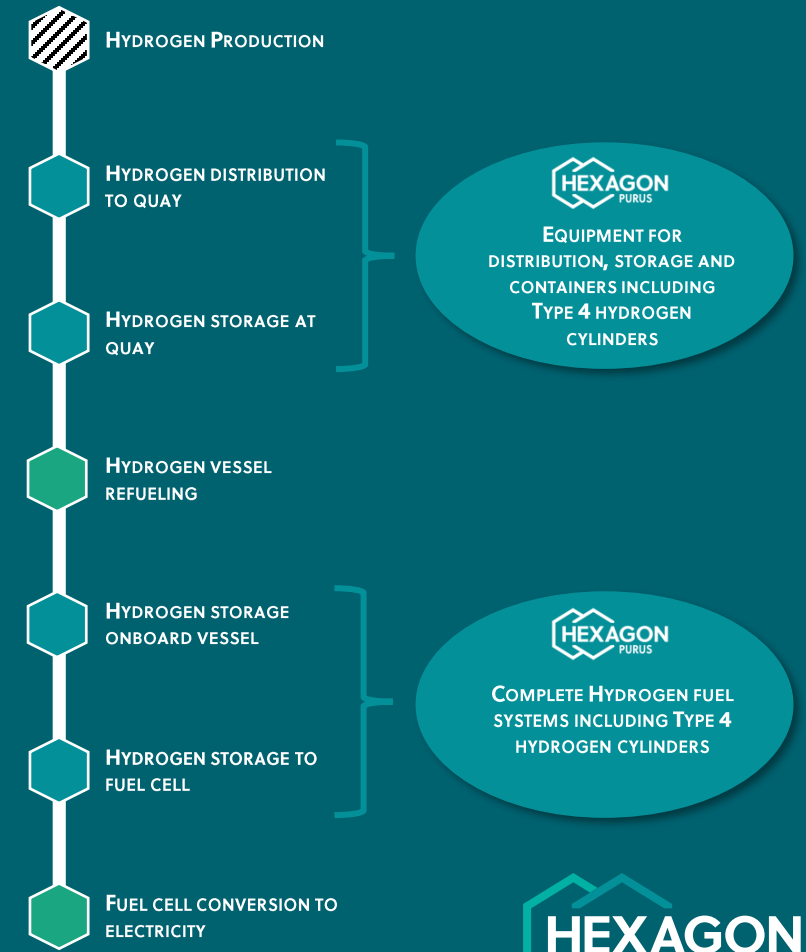 Hydrogen Production
Hydrogen distribution
to quay
Hydrogen storage at
quay
Hydrogen vessel
refueling
Hydrogen storage
onboard vessel
Hydrogen storage to
fuel cell
Fuel cell conversion to
electricity
HEXAGON
PURUS
Equipment for
distribution, storage and
containers including
Type 4 hydrogen
cylinders
HEXAGON
PURUS
Complete Hydrogen fuel
systems including Type 4
hydrogen cylinders
HEXAGON